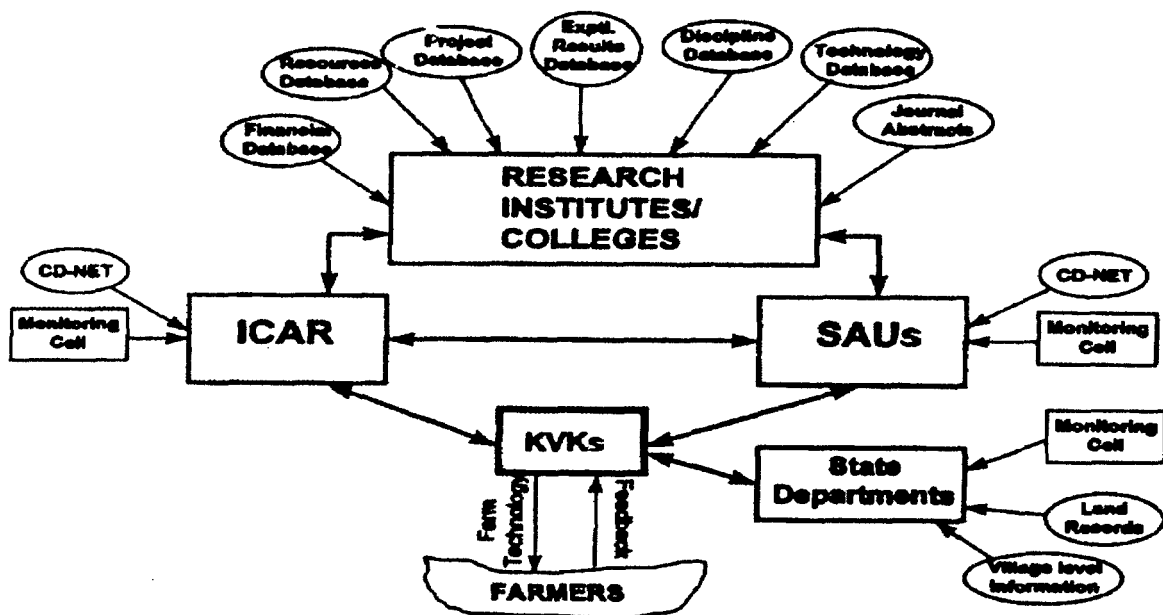 Exptl.
Results
Database
Project
Database
Discipline
Database
Technology
Database
Resources
Database
Journal
Abstracts
Financial
Database
RESEARCH
INSTITUTES/
COLLEGES
CD-NET
CD-NET
Monitoring
Cell
ICAR
SAUs
Monitoring
Cell
KVKs
Monitoring
Cell
State
Departments
Farm
Technology
Feedback
Land
Records
Village level
Information
FARMERS